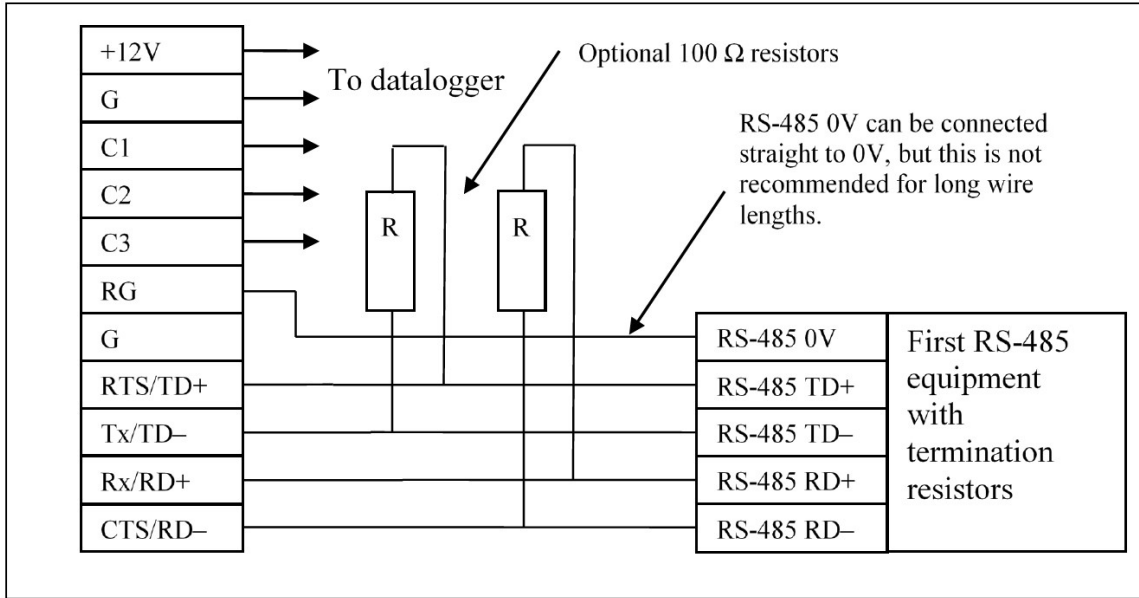 +12V
G
C1
C2
C3
RG
G
RTS/TD+
Tx/TD–
Rx/RD+
CTS/RD–
To datalogger
Optional 100 Ω resistors
R
R
RS-485 0V can be connected
straight to 0V, but this is not
recommended for long wire
lengths.
RS-485 0V
RS-485 TD+
RS-485 TD–
RS-485 RD+
RS-485 RD–
First RS-485
equipment
with
termination
resistors